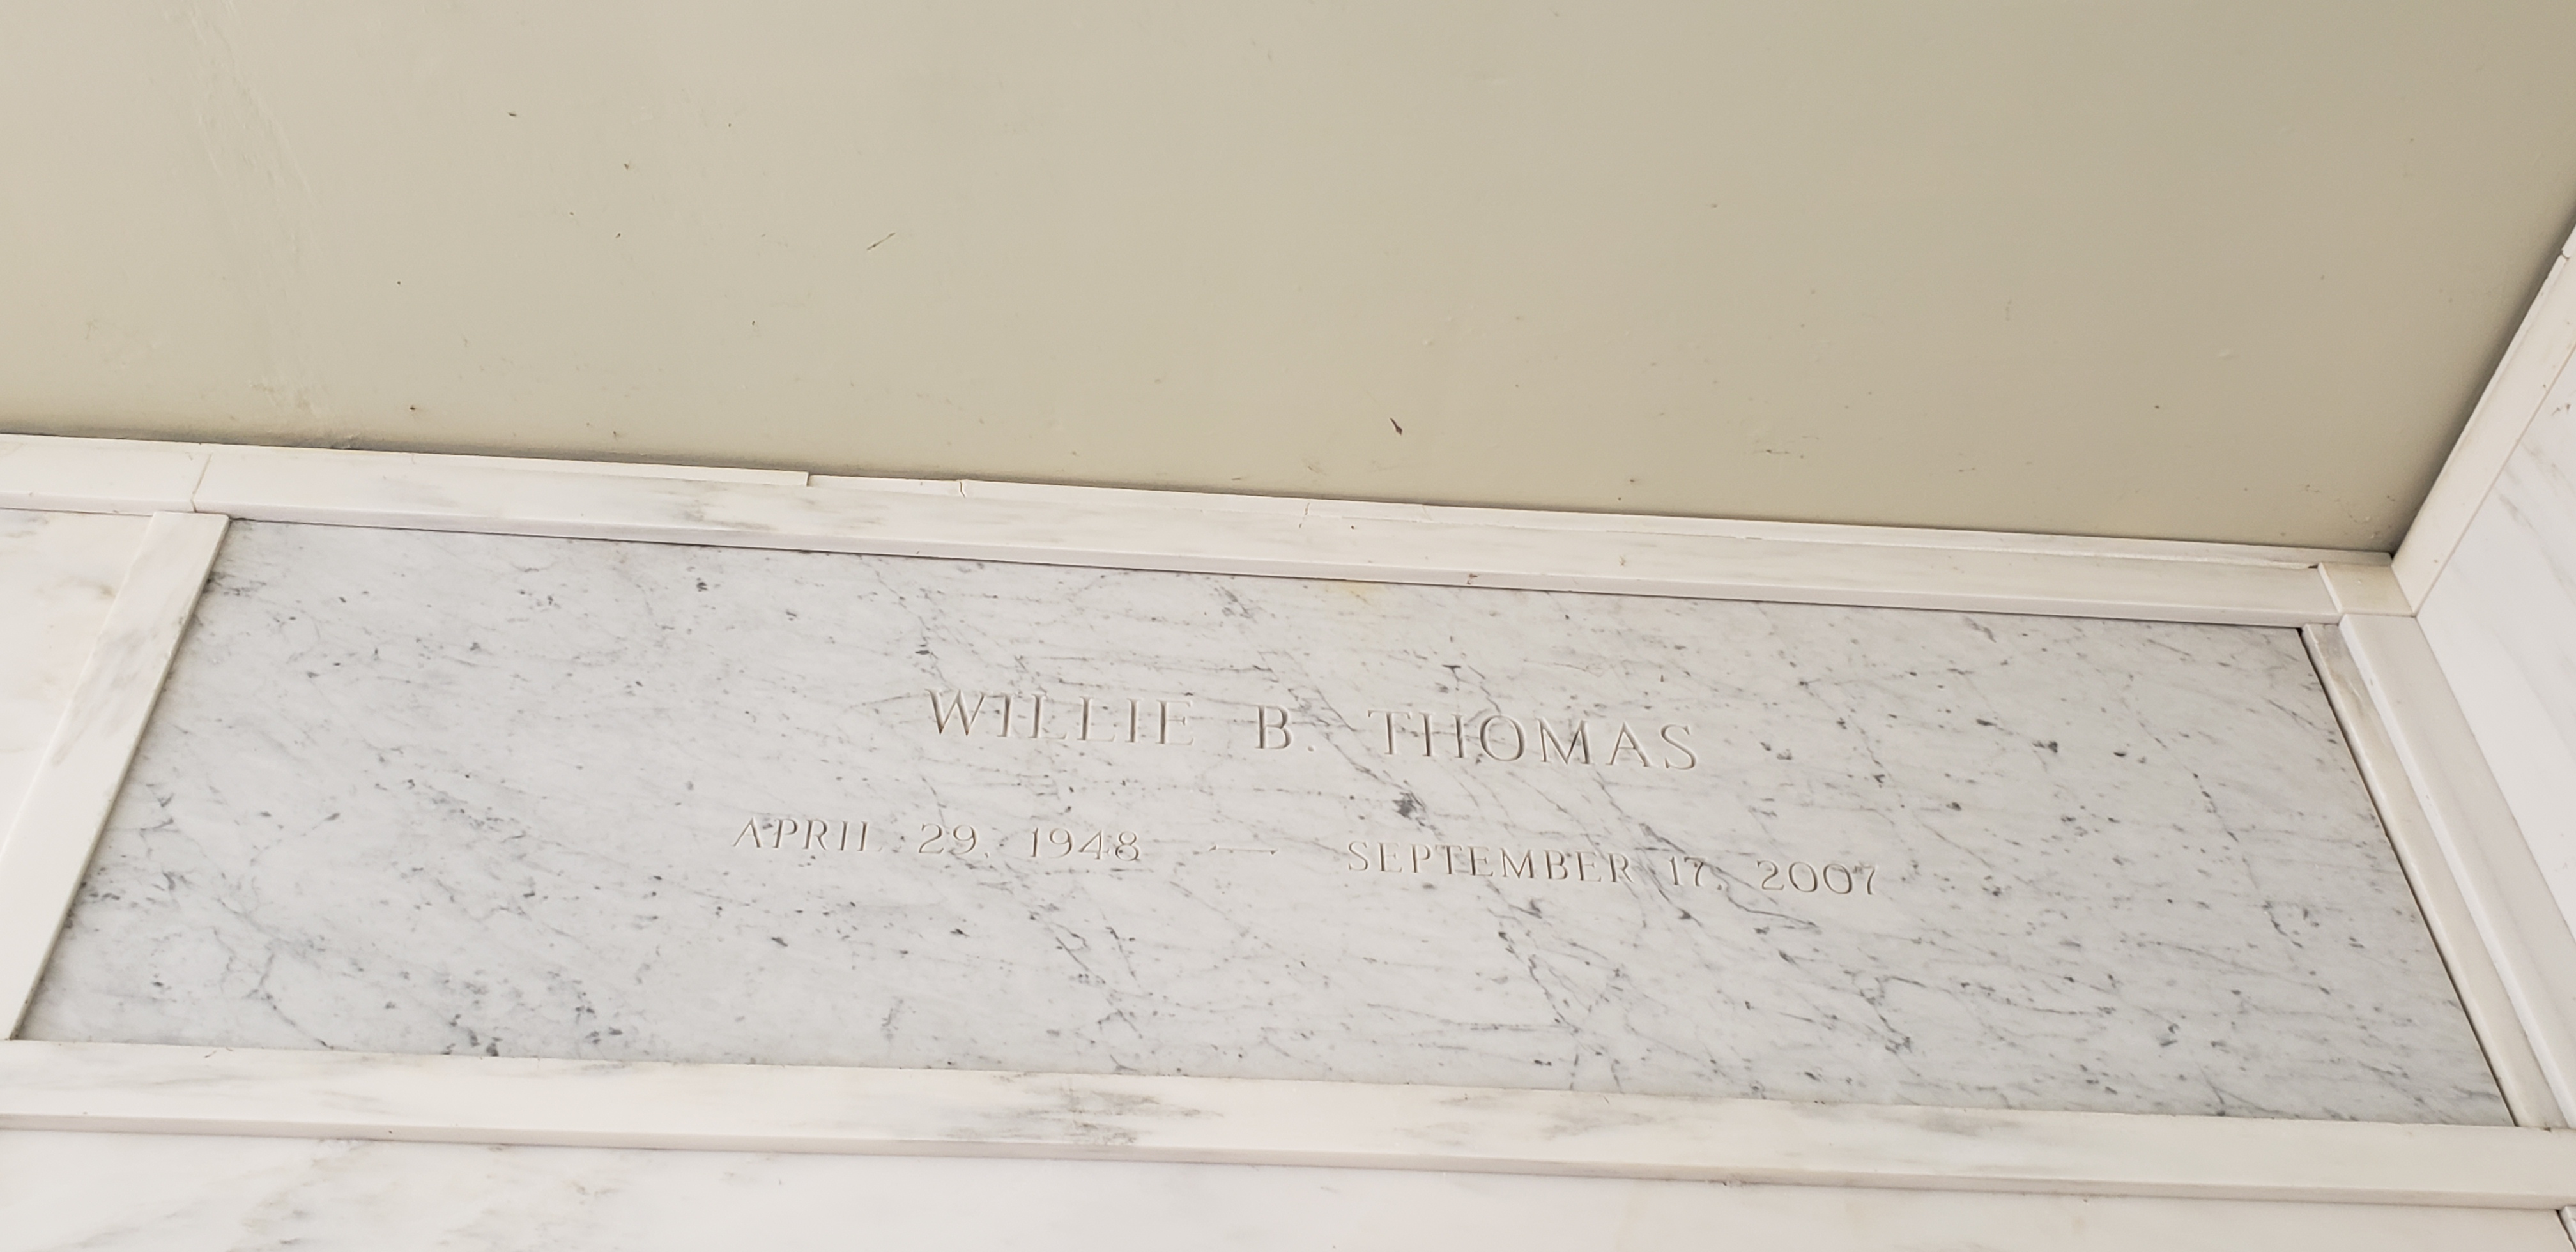 WILLIE B. THOMAS
APRIL 29, 1948 — SEPTEMBER 17, 2007